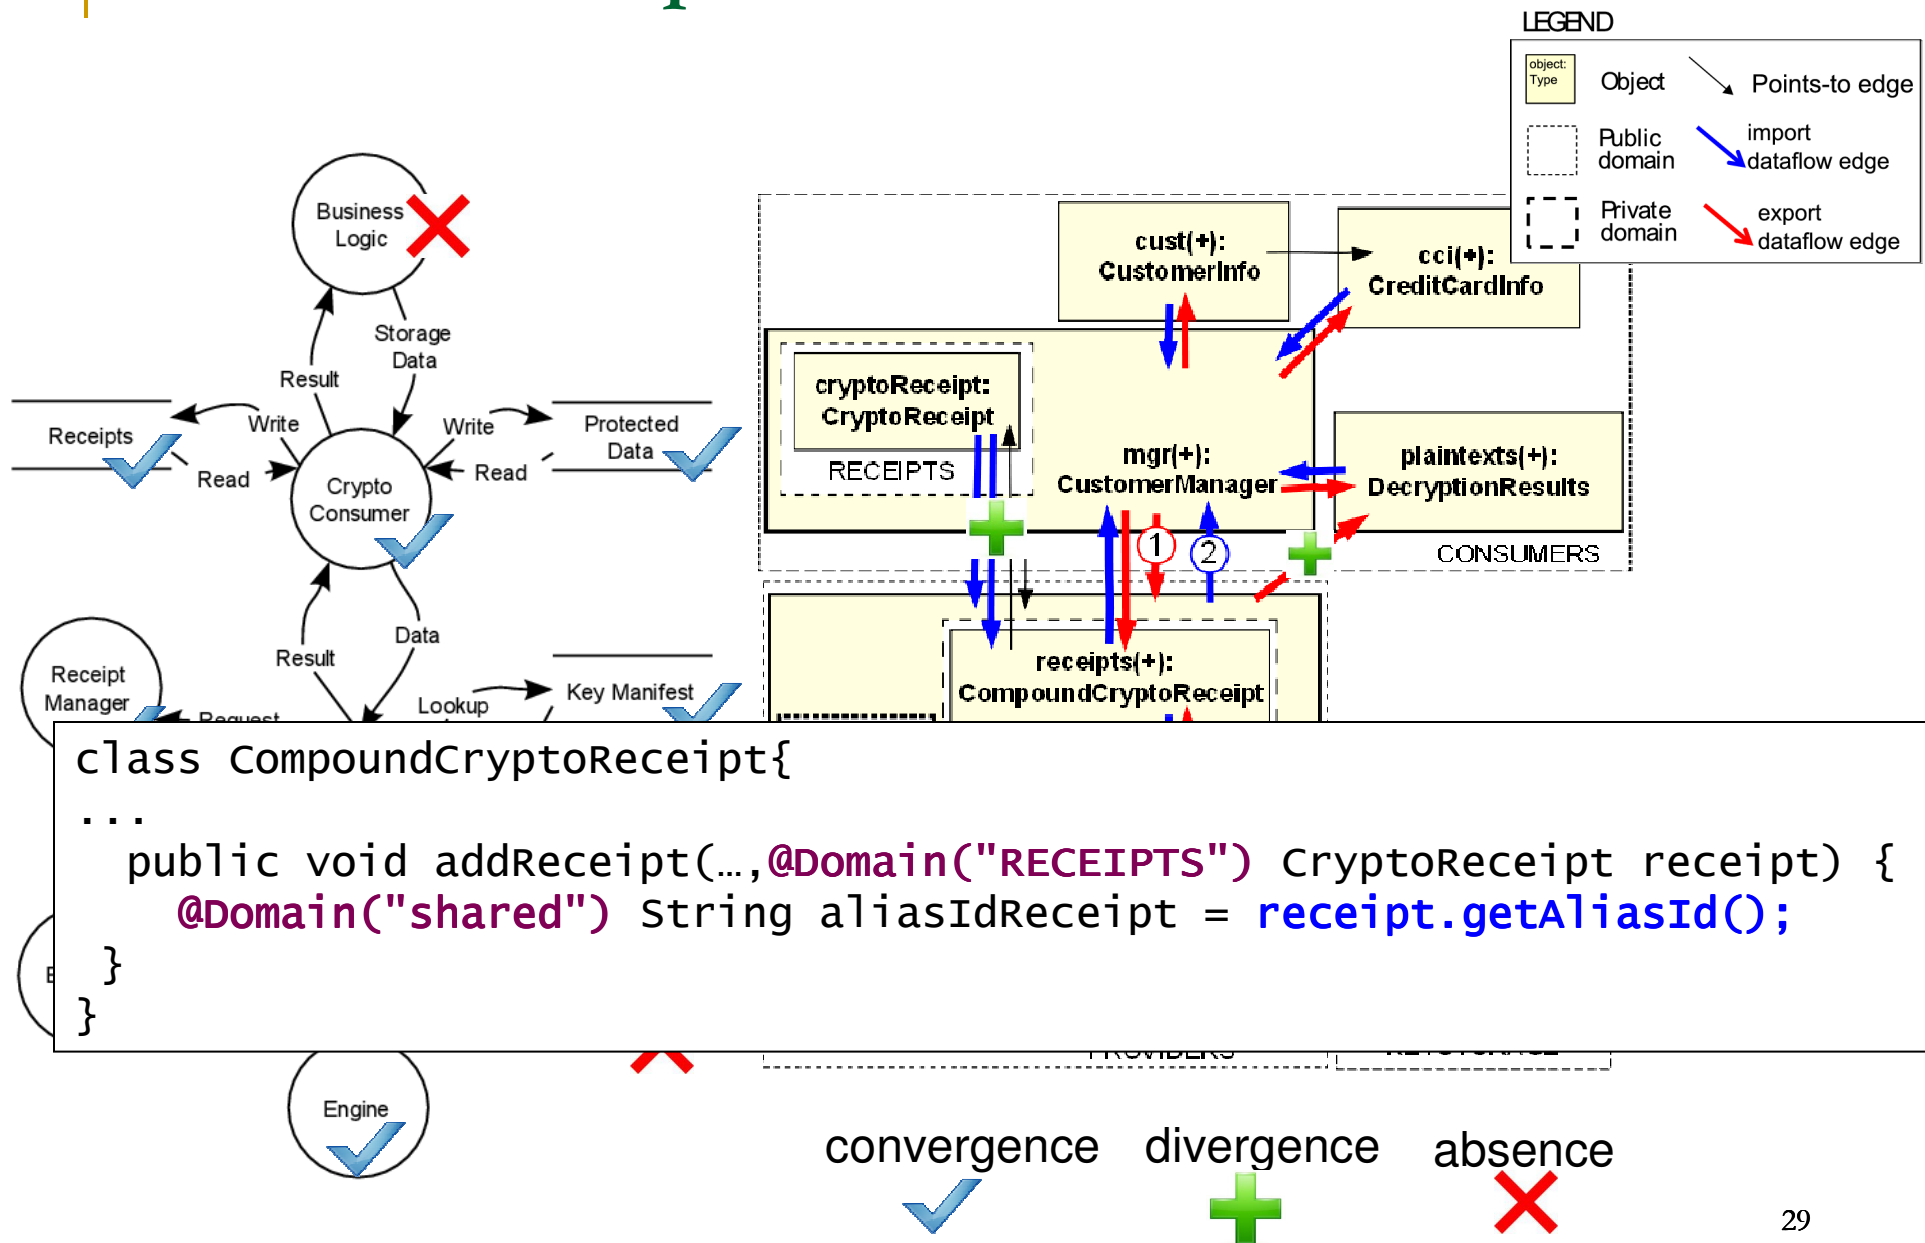 LEGEND
object:
Type
Object
Points-to edge
Public
domain
import
dataflow edge
Private
domain
export
dataflow edge
Business
Logic
Storage
Data
Result
Receipts
Write
Read
Write
Read
Protected
Data
Crypto
Consumer
Data
Result
Receipt
Manager
Lookup
Key Manifest
Request
Engine
cust(+):
CustomerInfo
cci(+):
CreditCardInfo
cryptoReceipt:
CryptoReceipt
RECEIPTS
mgr(+):
CustomerManager
plaintexts(+):
DecryptionResults
CONSUMERS
1
2
receipts(+):
CompoundCryptoReceipt
class CompoundCryptoReceipt{
...
public void addReceipt(…,@Domain("RECEIPTS") CryptoReceipt receipt) {
@Domain("shared") String aliasIdReceipt = receipt.getAliasId();
}
}
PROVIDERS
convergence
divergence
absence
29